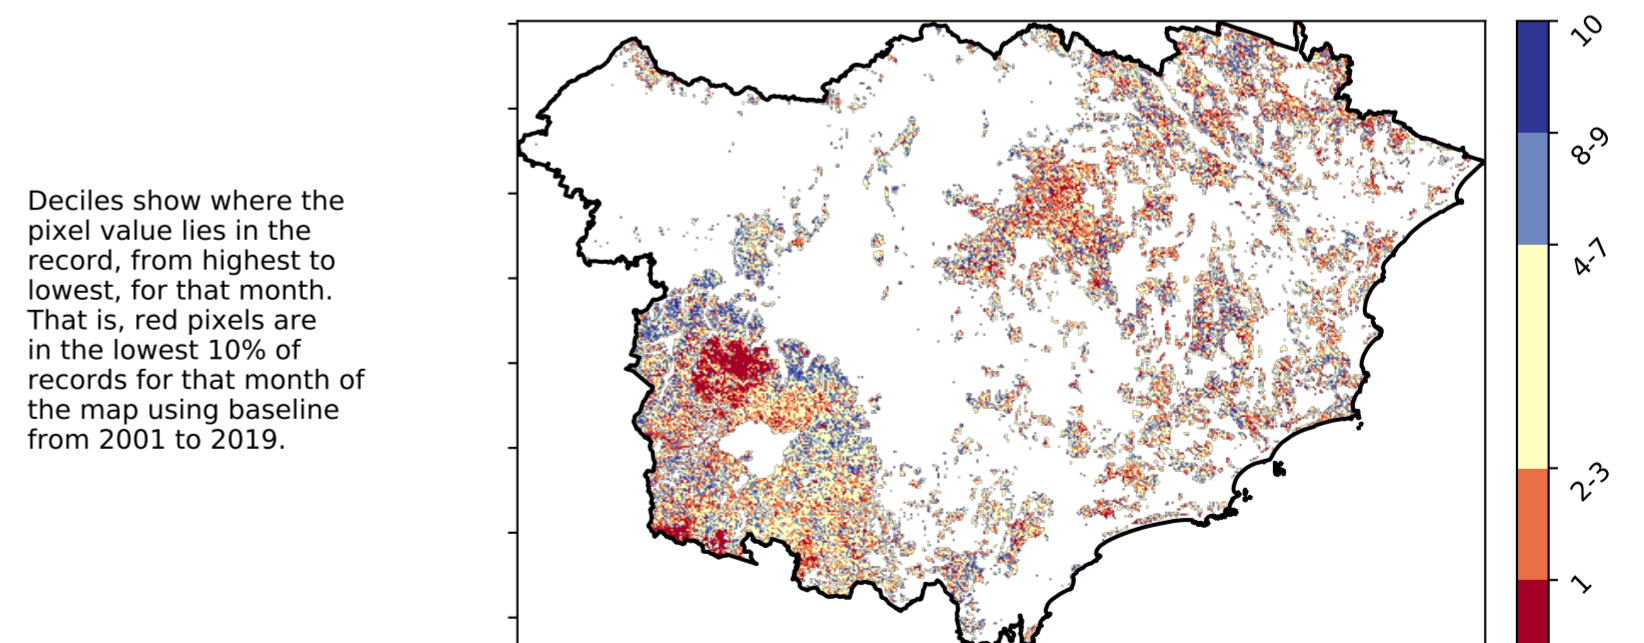 Deciles show where the
pixel value lies in the
record, from highest to
lowest, for that month.
That is, red pixels are
in the lowest 10% of
records for that month of
the map using baseline
from 2001 to 2019.
10
8-9
4-7
2-3
1